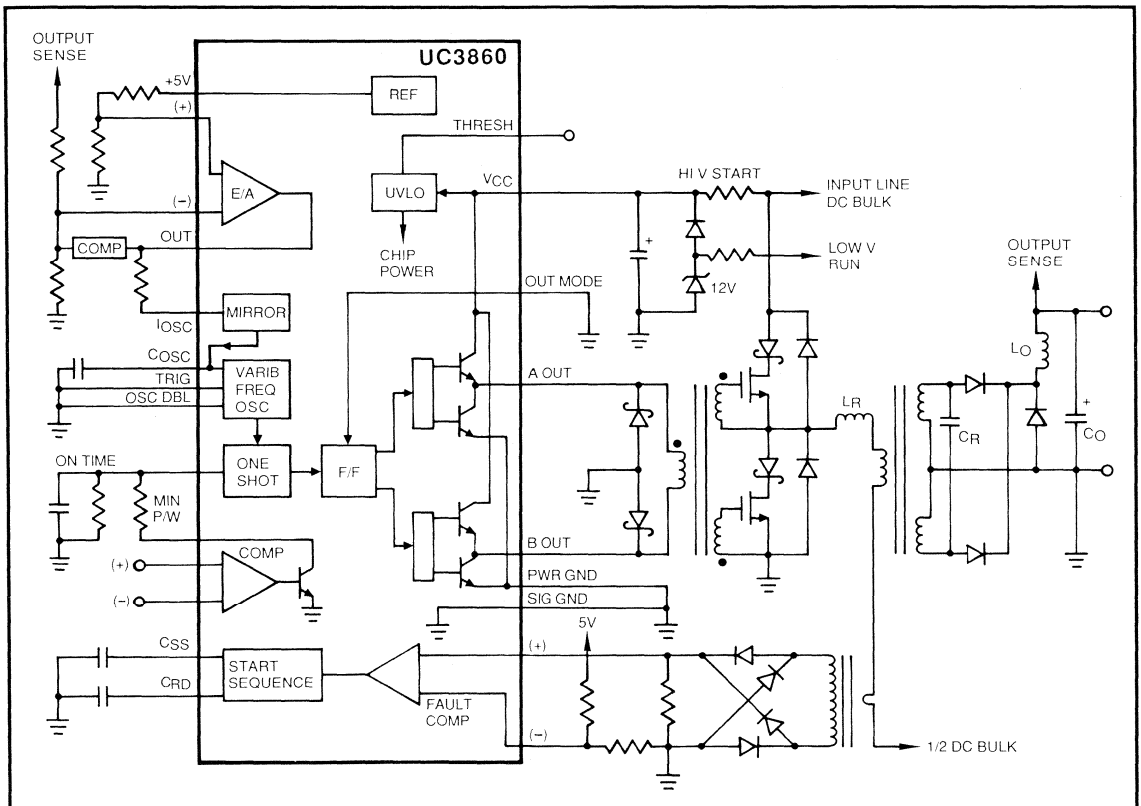 OUTPUT
SENSE
UC3860
+5V
REF
(+)
THRESH
E/A
UVLO
VCC
HI V START
INPUT LINE
DC BULK
(−)
OUT
COMP
CHIP
POWER
LOW V
RUN
OUTPUT
SENSE
12V
OUT MODE
IOSC
MIRROR
COSC
TRIG
OSC DBL
VARIB
FREQ
OSC
A OUT
LO
LR
CR
+
CO
+
ON TIME
ONE
SHOT
F/F
MIN
P/W
COMP
(+)
(−)
B OUT
PWR GND
SIG GND
5V
CSS
CRD
START
SEQUENCE
FAULT
COMP
(+)
(−)
1/2 DC BULK